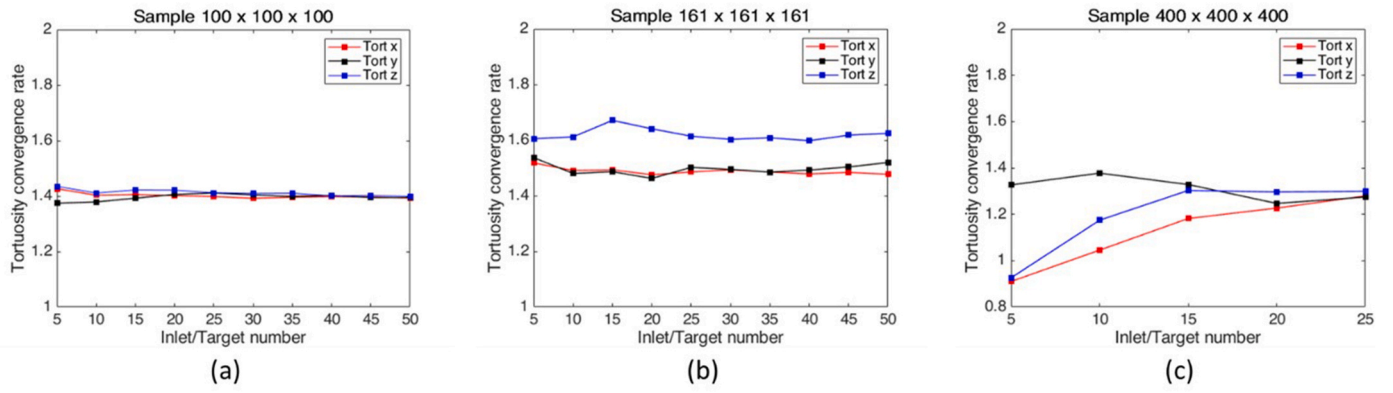 Sample 100 x 100 x 100
2
1.8
1.6
1.4
1.2
1
Tortuosity convergence rate
Tort x
Tort y
Tort z
5 10 15 20 25 30 35 40 45 50
Inlet/Target number
(a)
Sample 161 x 161 x 161
2
1.8
1.6
1.4
1.2
1
Tortuosity convergence rate
Tort x
Tort y
Tort z
5 10 15 20 25 30 35 40 45 50
Inlet/Target number
(b)
Sample 400 x 400 x 400
2
1.8
1.6
1.4
1.2
1
0.8
Tortuosity convergence rate
Tort x
Tort y
Tort z
5 10 15 20 25
Inlet/Target number
(c)